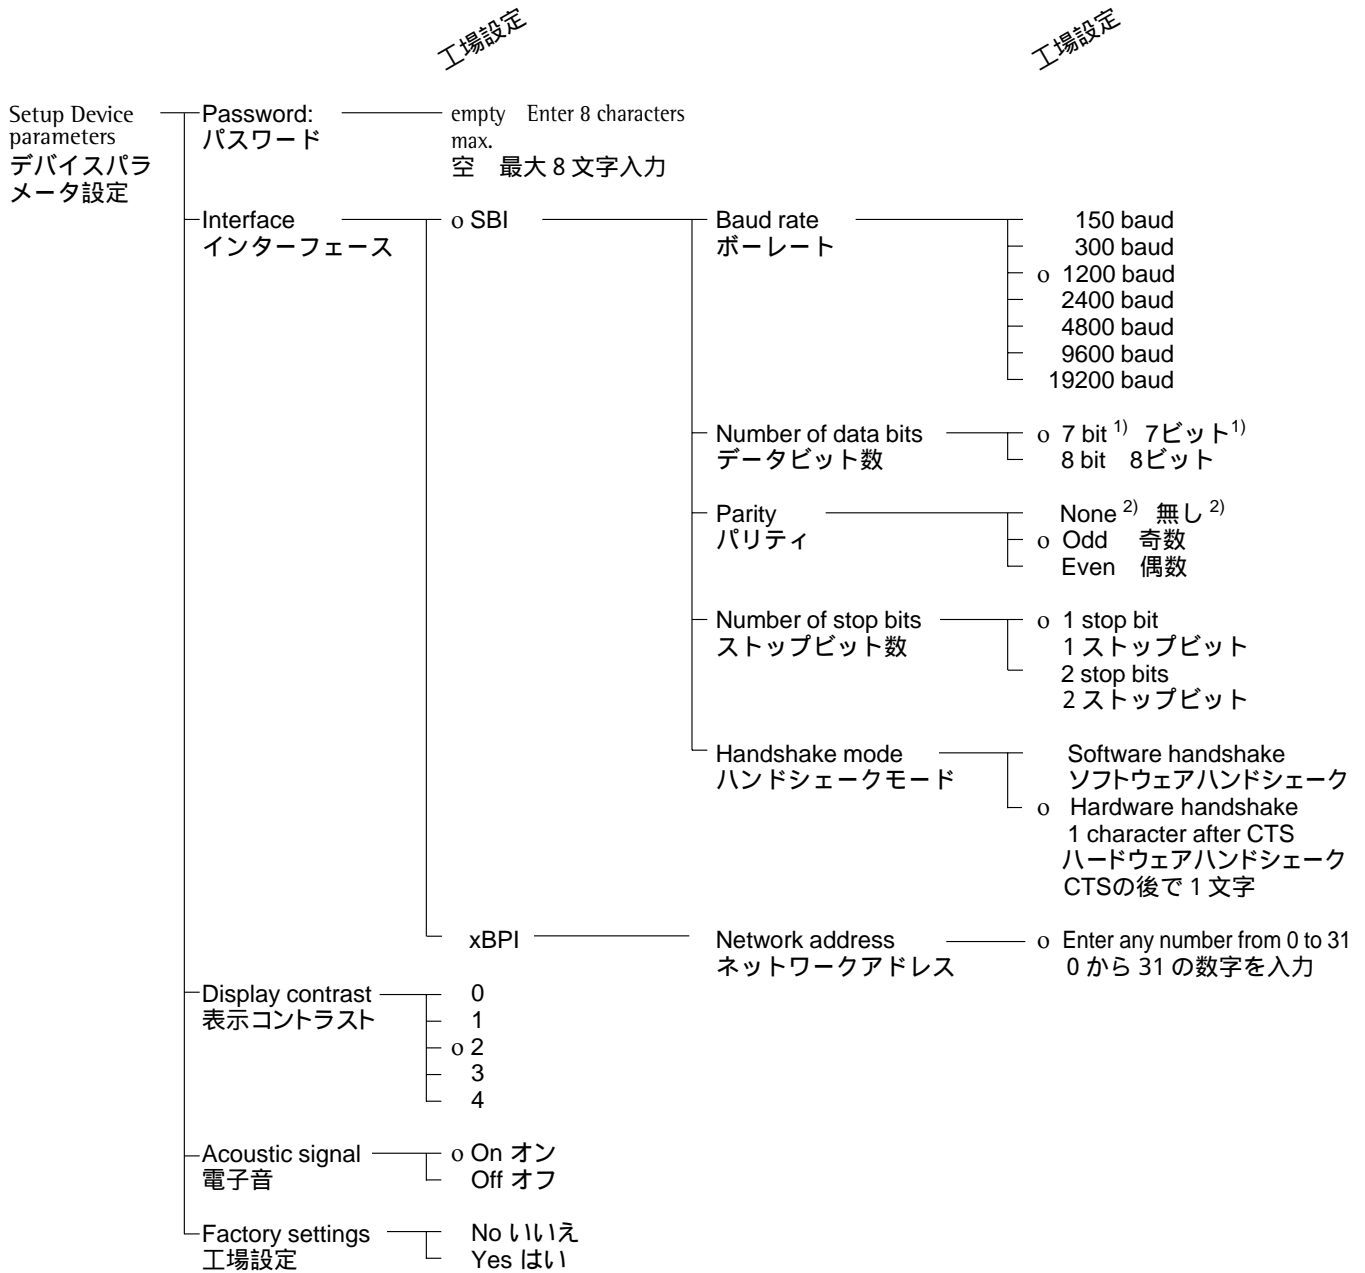 工場設定
工場設定
Setup Device
parameters
デバイスパラ
メータ設定
Password:
パスワード
empty Enter 8 characters
max.
空 最大 8 文字入力
Interface
インターフェース
o SBI
Baud rate
ボーレート
150 baud
300 baud
o 1200 baud
2400 baud
4800 baud
9600 baud
19200 baud
Number of data bits
データビット数
o 7 bit 1) 7ビット1)
8 bit 8ビット
Parity
パリティ
None 2) 無し 2)
o Odd 奇数
Even 偶数
Number of stop bits
ストップビット数
o 1 stop bit
1 ストップビット
2 stop bits
2 ストップビット
Handshake mode
ハンドシェークモード
Software handshake
ソフトウェアハンドシェーク
o Hardware handshake
1 character after CTS
ハードウェアハンドシェーク
CTSの後で 1 文字
xBPI
Network address
ネットワークアドレス
o Enter any number from 0 to 31
0 から 31 の数字を入力
Display contrast
表示コントラスト
0
1
o 2
3
4
Acoustic signal
電子音
o On オン
Off オフ
Factory settings
工場設定
No いいえ
Yes はい